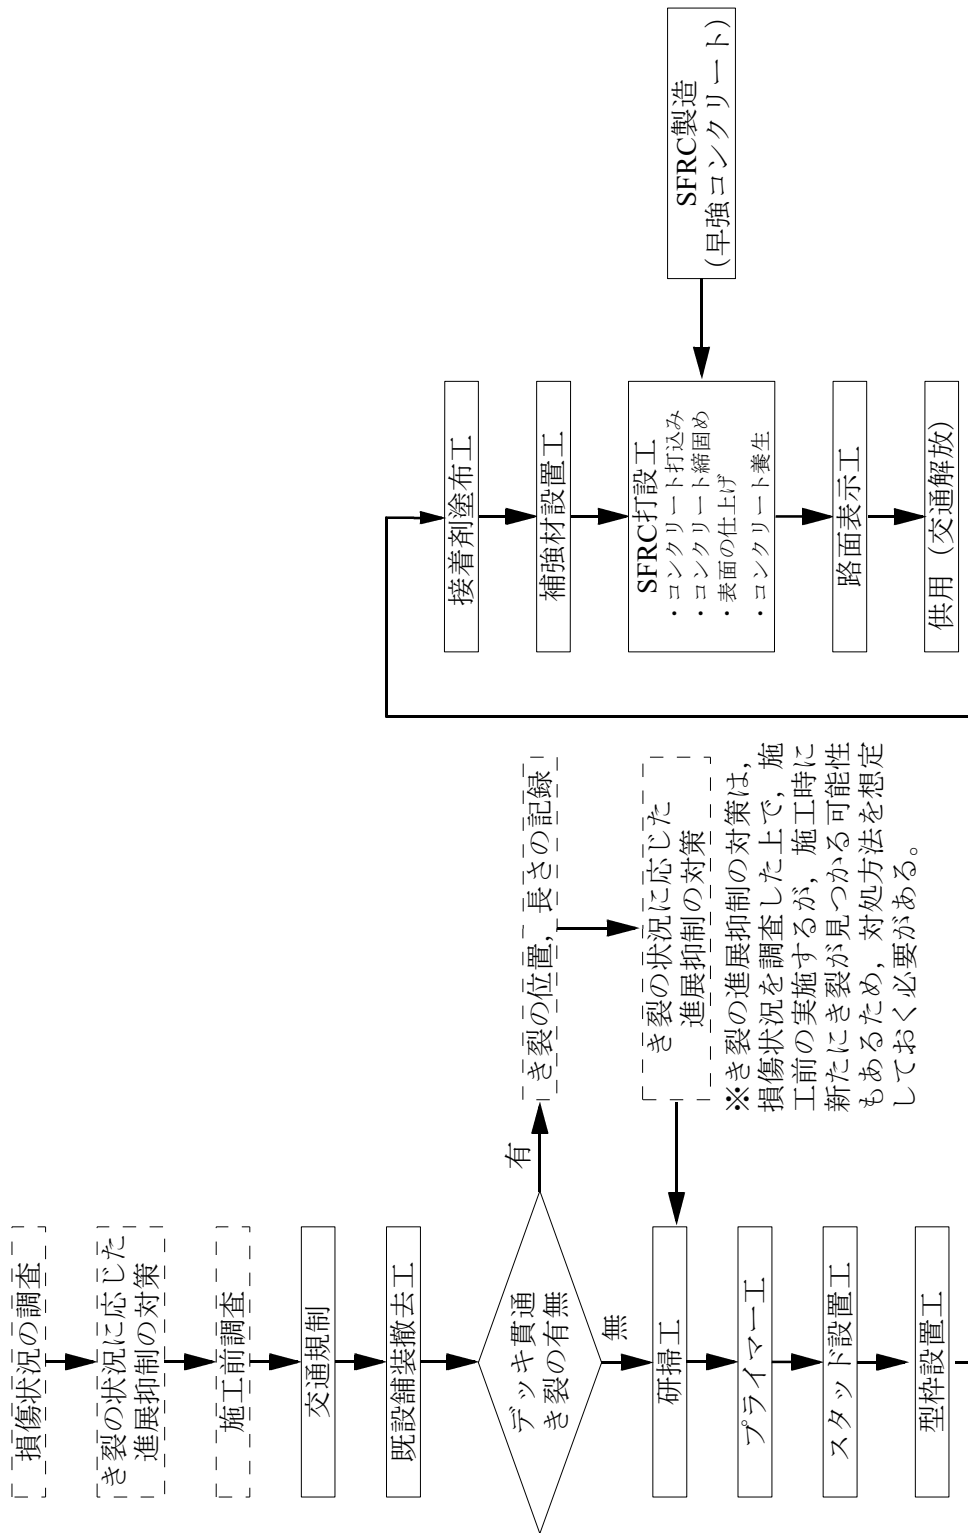 損傷状況の調査
き裂の状況に応じた
進展抑制の対策
施工前調査
交通規制
既設舗装撤去工
デッキ貫通
き裂の有無
有
無
き裂の位置，長さの記録
き裂の状況に応じた
進展抑制の対策
※き裂の進展抑制の対策は，
損傷状況を調査した上で，施
工前の実施するが，施工時に
新たにき裂が見つかる可能性
もあるため，対処方法を想定
しておく必要がある。
研掃工
プライマー工
スタッド設置工
型枠設置工
接着剤塗布工
補強材設置工
SFRC打設工
・コンクリート打込み
・コンクリート締固め
・表面の仕上げ
・コンクリート養生
SFRC製造
（早強コンクリート）
路面表示工
供用（交通解放）